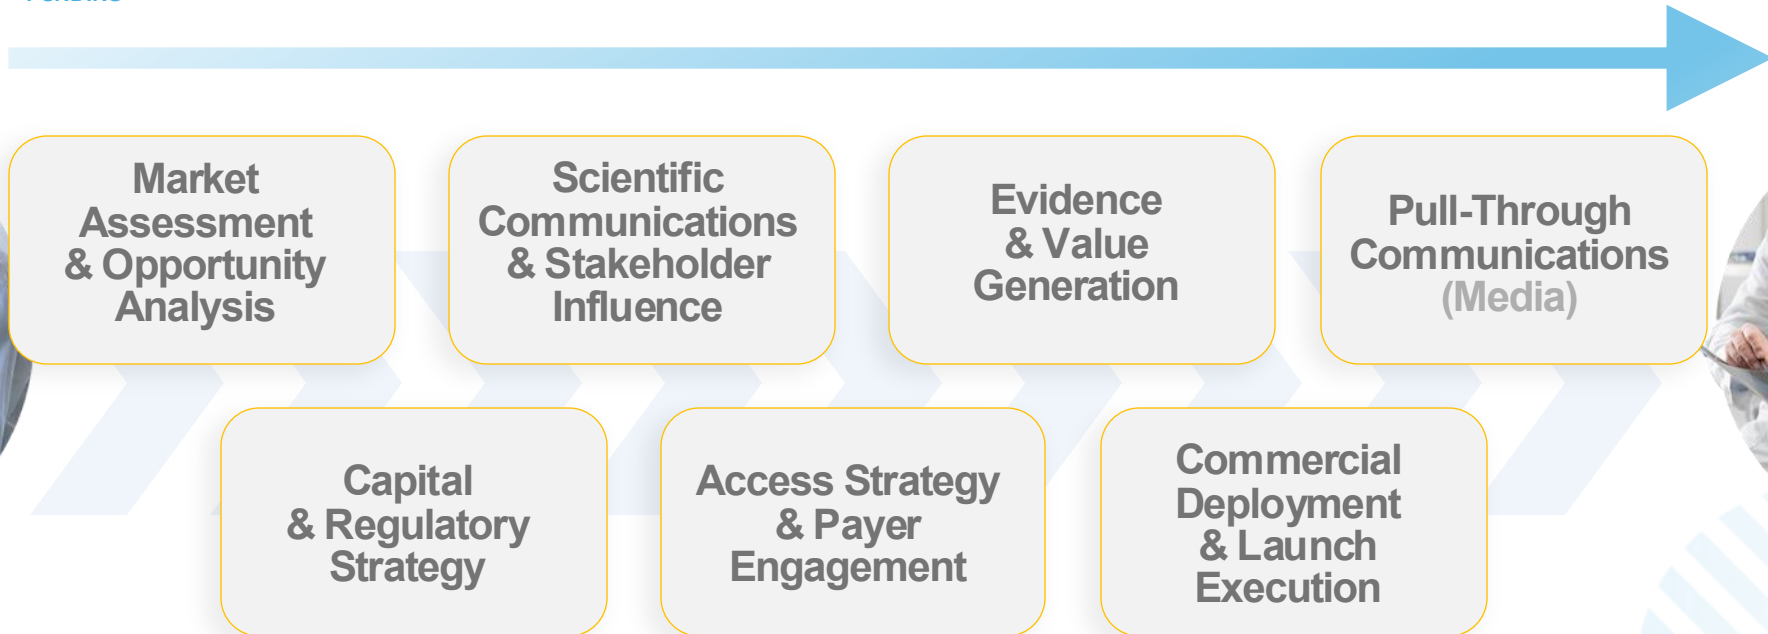 Market
Assessment
& Opportunity
Analysis
Scientific
Communications
& Stakeholder
Influence
Evidence
& Value
Generation
Pull-Through
Communications
(Media)
Capital
& Regulatory
Strategy
Access Strategy
& Payer
Engagement
Commercial
Deployment
& Launch
Execution